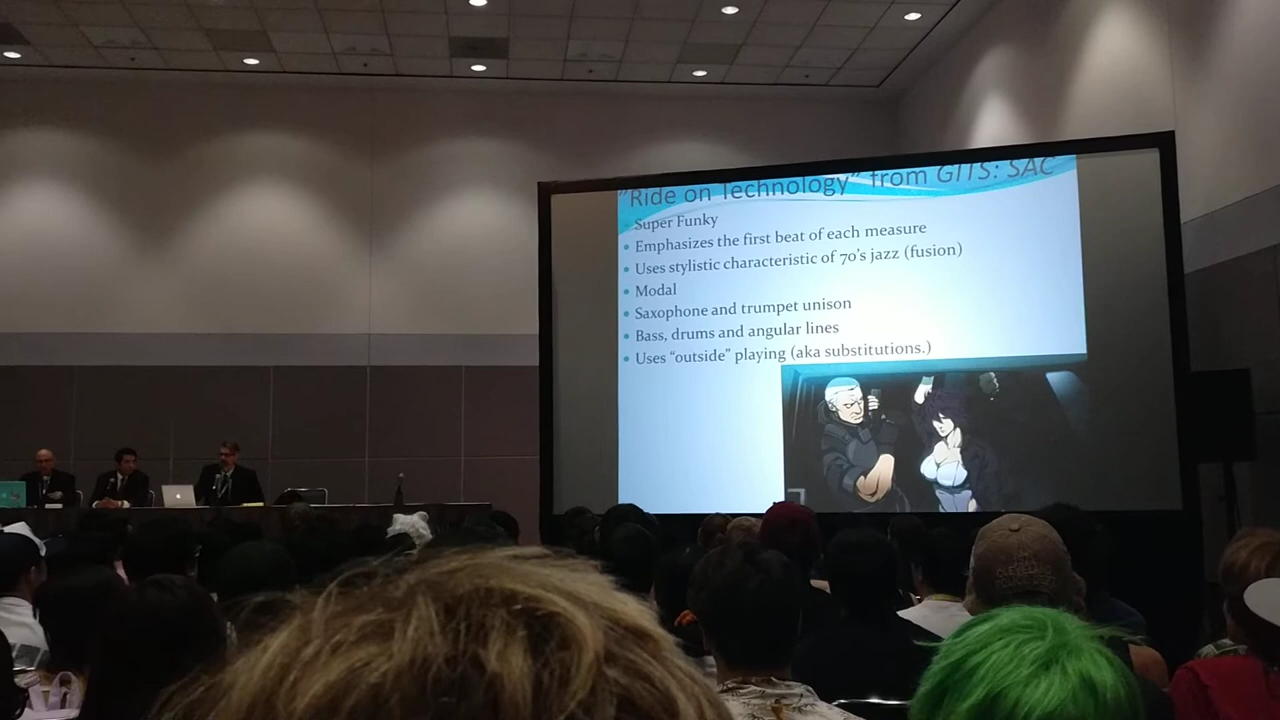 "Ride on Technology" from GITS: SAC
Super Funky
• Emphasizes the first beat of each measure
• Uses stylistic characteristic of 70's jazz (fusion)
• Modal
• Saxophone and trumpet unison
• Bass, drums and angular lines
• Uses "outside" playing (aka substitutions.)